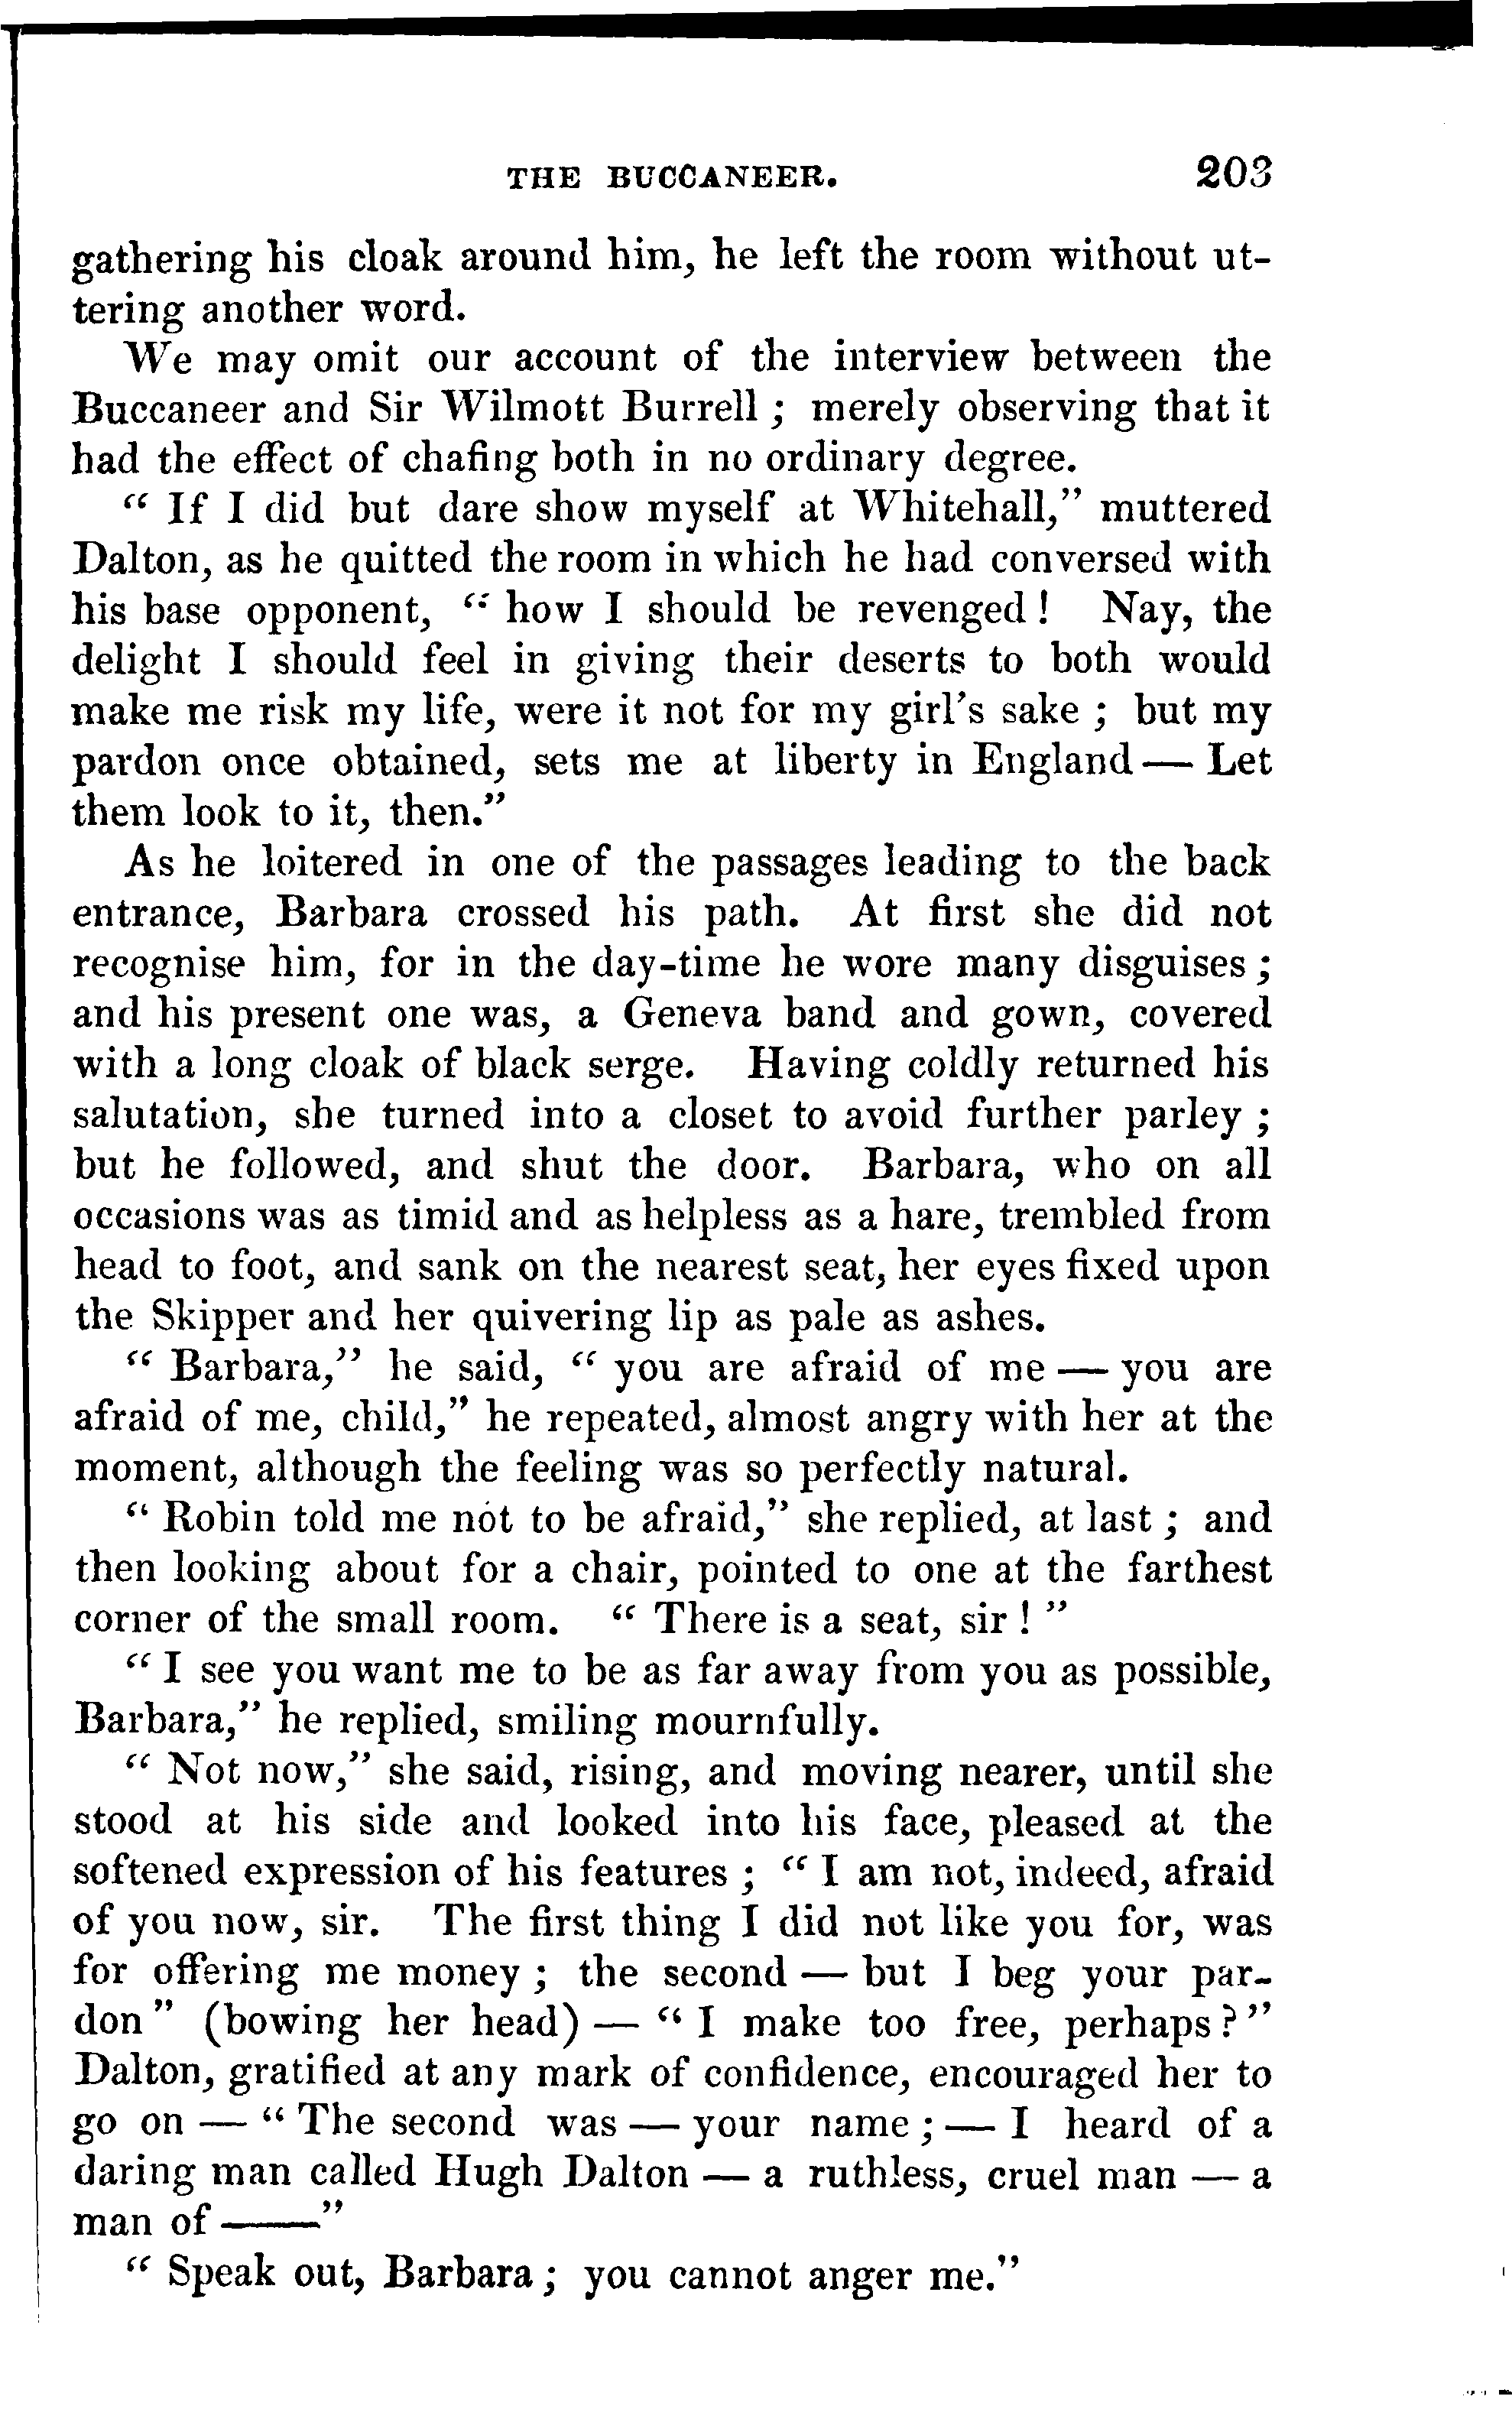 THE BUCCANEER. 203
gathering his cloak around him, he left the room without ut-
tering another word.
We may omit our account of the interview between the
Buccaneer and Sir Wilmott Burrell ; merely observing that it
had the effect of chafing both in no ordinary degree.
“ If I did but dare show myself at Whitehall,” muttered
Dalton, as he quitted the room in which he had conversed with
his base opponent, “ how I should be revenged ! Nay, the
delight I should feel in giving their deserts to both would
make me risk my life, were it not for my girl’s sake ; but my
pardon once obtained, sets me at liberty in England — Let
them look to it, then.”
As he loitered in one of the passages leading to the back
entrance, Barbara crossed his path. At first she did not
recognise him, for in the day-time he wore many disguises ;
and his present one was, a Geneva band and gown, covered
with a long cloak of black serge. Having coldly returned his
salutation, she turned into a closet to avoid further parley ;
but he followed, and shut the door. Barbara, who on all
occasions was as timid and as helpless as a hare, trembled from
head to foot, and sank on the nearest seat, her eyes fixed upon
the Skipper and her quivering lip as pale as ashes.
“ Barbara,” he said, “ you are afraid of me — you are
afraid of me, child,” he repeated, almost angry with her at the
moment, although the feeling was so perfectly natural.
“ Robin told me not to be afraid,” she replied, at last ; and
then looking about for a chair, pointed to one at the farthest
corner of the small room. “ There is a seat, sir ! ”
“ I see you want me to be as far away from you as possible,
Barbara,” he replied, smiling mournfully.
“ Not now,” she said, rising, and moving nearer, until she
stood at his side and looked into his face, pleased at the
softened expression of his features ; “ I am not, indeed, afraid
of you now, sir. The first thing I did not like you for, was
for offering me money ; the second — but I beg your par-
don ” (bowing her head) — “ I make too free, perhaps ? ”
Dalton, gratified at any mark of confidence, encouraged her to
go on — “ The second was — your name ; — I heard of a
daring man called Hugh Dalton — a ruthless, cruel man — a
man of ——”
“ Speak out, Barbara ; you cannot anger me.”